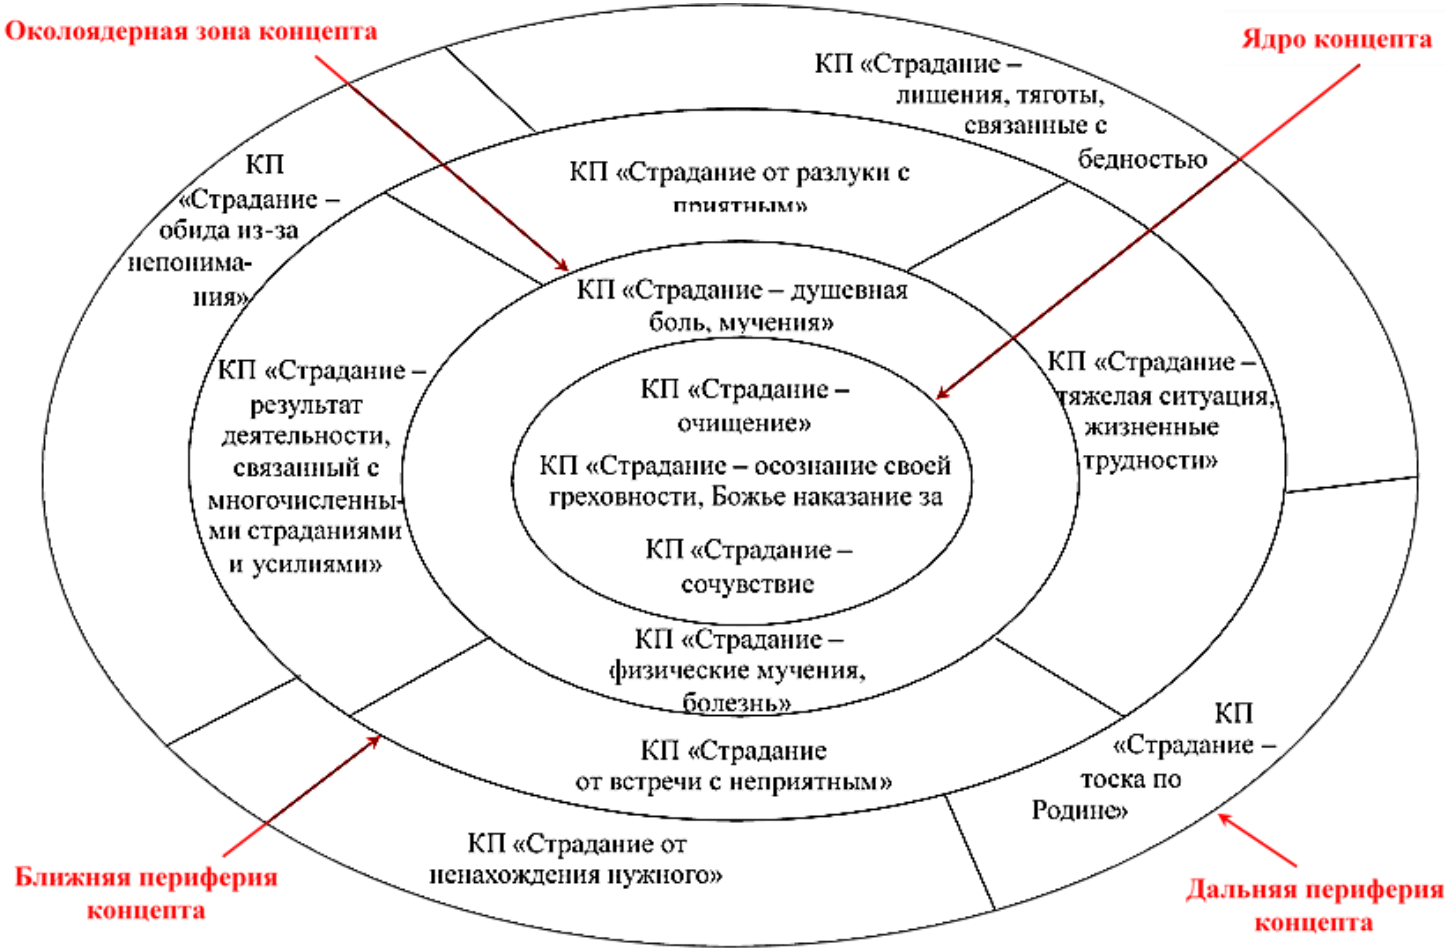 Околоядерная зона концепта
Ядро концепта
КП «Страдание –
лишения, тяготы,
связанные с
бедностью
КП
«Страдание –
обида из-за
непонима-
ния»
КП «Страдание от разлуки с
приятным»
КП «Страдание – душевная
боль, мучения»
КП «Страдание –
результат
деятельности,
связанный с
многочисленны-
ми страданиями
и усилиями»
КП «Страдание –
тяжелая ситуация,
жизненные
трудности»
КП «Страдание –
очищение»
КП «Страдание – осознание своей
греховности, Божье наказание за
КП «Страдание –
сочувствие
КП «Страдание –
физические мучения,
болезнь»
КП «Страдание
от встречи с неприятным»
КП
«Страдание –
тоска по
Родине»
КП «Страдание от
ненахождения нужного»
Ближняя периферия
концепта
Дальняя периферия
концепта